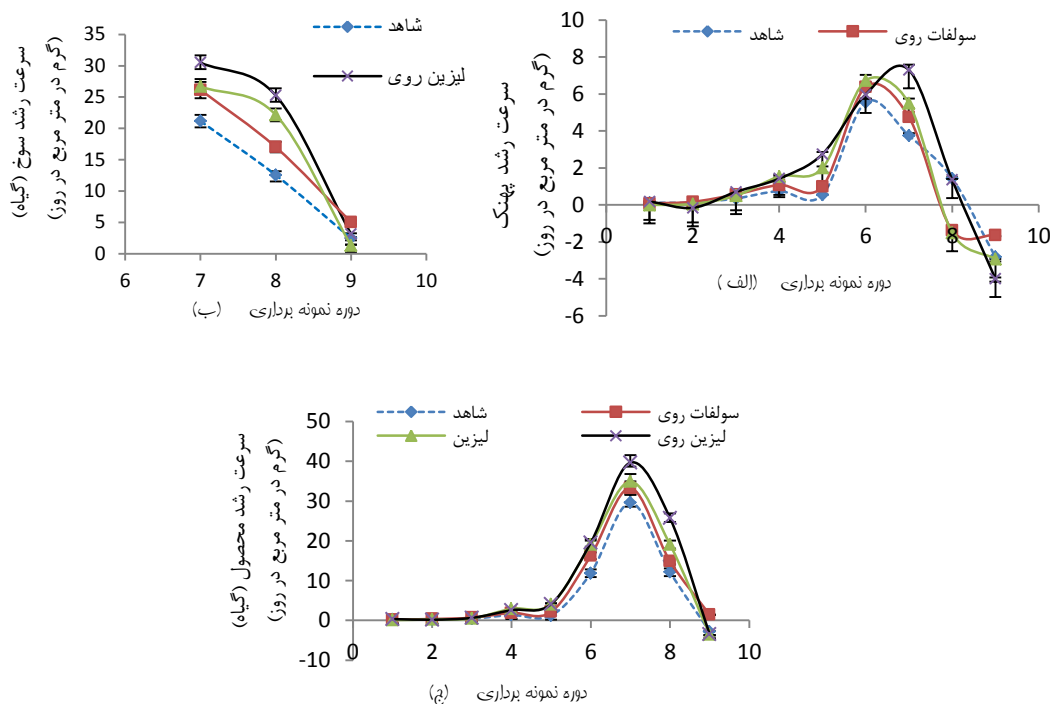 سولفات روی
شاهد
سرعت رشد پهنک
(گرم در متر مربع در روز)
10
8
6
4
2
0
-2
-4
-6
0 2 4 6 8 10
دوره نمونه برداری (الف)
شاهد
لیزین روی
سرعت رشد سوخ (گیاه)
(گرم در متر مربع در روز)
35
30
25
20
15
10
5
0
6 7 8 9 10
دوره نمونه برداری (ب)
سولفات روی شاهد
لیزین روی لیزین
سرعت رشد محصول (گیاه)
(گرم در متر مربع در روز)
50
40
30
20
10
0
-10
0 2 4 6 8 10
دوره نمونه برداری (ج)